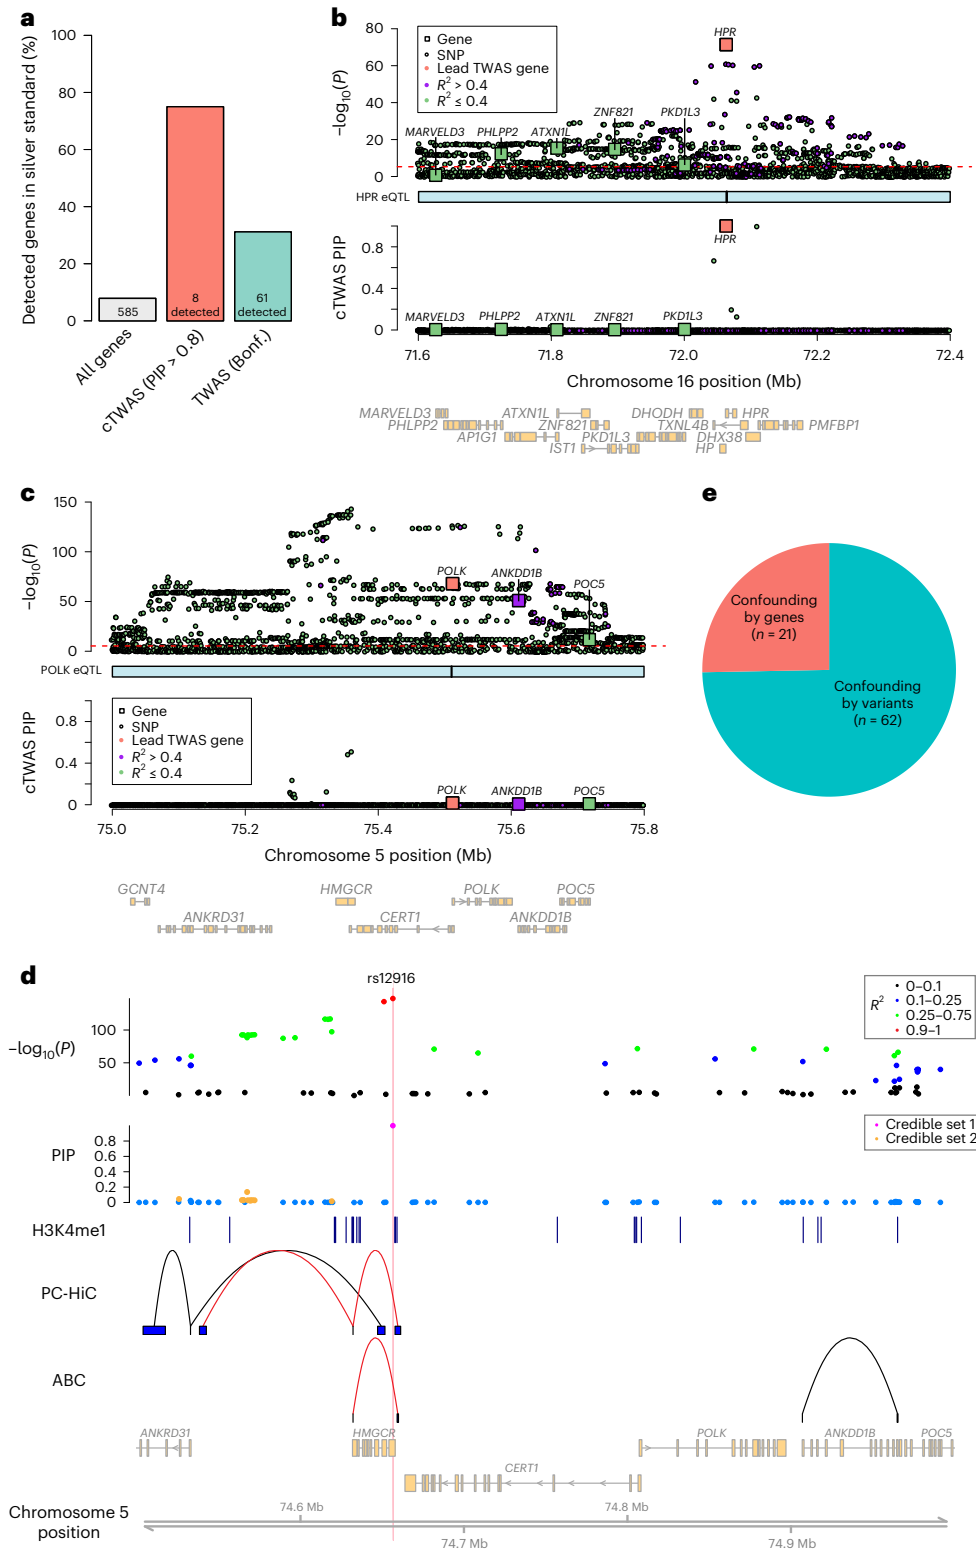 a
Detected genes in silver standard (%)
100
80
60
40
20
0
585
8
detected
61
detected
All genes
cTWAS (PIP > 0.8)
TWAS (Bonf.)
b
−log10(P)
80
60
40
20
0
Gene
SNP
Lead TWAS gene
R2 > 0.4
R2 ≤ 0.4
HPR
MARVELD3
PHLPP2
ATXN1L
ZNF821
PKD1L3
HPR eQTL
cTWAS PIP
0.8
0.4
0
HPR
MARVELD3
PHLPP2
ATXN1L
ZNF821
PKD1L3
71.6
71.8
72.0
72.2
72.4
Chromosome 16 position (Mb)
MARVELD3
ATXN1L
DHODH
HPR
PHLPP2
ZNF821
TXNL4B
PMFBP1
AP1G1
PKD1L3
DHX38
IST1
HP
c
−log10(P)
150
100
50
0
POLK
ANKDD1B
POC5
POLK eQTL
cTWAS PIP
0.8
0.4
0
Gene
SNP
Lead TWAS gene
R2 > 0.4
R2 ≤ 0.4
POLK
ANKDD1B
POC5
75.0
75.2
75.4
75.6
75.8
Chromosome 5 position (Mb)
GCNT4
HMGCR
POLK
POC5
ANKRD31
CERT1
ANKDD1B
e
Confounding
by genes
(n = 21)
Confounding
by variants
(n = 62)
d
rs12916
−log10(P)
100
50
R2
0–0.1
0.1–0.25
0.25–0.75
0.9–1
PIP
0.8
0.6
0.4
0.2
0
Credible set 1
Credible set 2
H3K4me1
PC-HiC
ABC
ANKRD31
HMGCR
POLK
ANKDD1B
POC5
CERT1
Chromosome 5
position
74.6 Mb
74.8 Mb
74.7 Mb
74.9 Mb